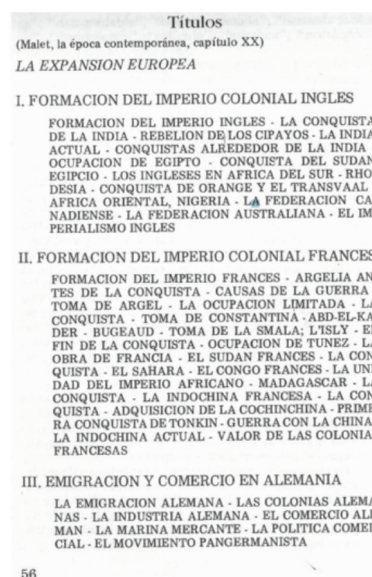 Títulos
(Malet, la época contemporánea, capítulo XX)
LA EXPANSION EUROPEA
I. FORMACION DEL IMPERIO COLONIAL INGLES
FORMACION DEL IMPERIO INGLES - LA CONQUISTA
DE LA INDIA - REBELION DE LOS CIPAYOS - LA INDIA
ACTUAL - CONQUISTAS ALREDEDOR DE LA INDIA
OCUPACION DE EGIPTO - CONQUISTA DEL SUDAN
EGIPCIO - LOS INGLESES EN AFRICA DEL SUR - RHO
DESIA - CONQUISTA DE ORANGE Y EL TRANSVAAL
AFRICA ORIENTAL, NIGERIA - LA FEDERACION CA
NADIENSE - LA FEDERACION AUSTRALIANA - EL IM
PERIALISMO INGLES
II. FORMACION DEL IMPERIO COLONIAL FRANCES
FORMACION DEL IMPERIO FRANCES - ARGELIA AN
TES DE LA CONQUISTA - CAUSAS DE LA GUERRA
TOMA DE ARGEL - LA OCUPACION LIMITADA - LA
CONQUISTA - TOMA DE CONSTANTINA - ABD-EL-KA
DER - BUGEAUD - TOMA DE LA SMALA; L'ISLY - E
FIN DE LA CONQUISTA - OCUPACION DE TUNEZ - LA
OBRA DE FRANCIA - EL SUDAN FRANCES - LA CON
QUISTA - EL SAHARA - EL CONGO FRANCES - LA UNI
DAD DEL IMPERIO AFRICANO - MADAGASCAR - LA
CONQUISTA - LA INDOCHINA FRANCESA - LA CON
QUISTA - ADQUISICION DE LA COCHINCHINA - PRIME
RA CONQUISTA DE TONKIN - GUERRA CON LA CHINA
LA INDOCHINA ACTUAL - VALOR DE LAS COLONIA
FRANCESAS
III. EMIGRACION Y COMERCIO EN ALEMANIA
LA EMIGRACION ALEMANA - LAS COLONIAS ALEMA
NAS - LA INDUSTRIA ALEMANA - EL COMERCIO ALE
MAN - LA MARINA MERCANTE - LA POLITICA COMER
CIAL - EL MOVIMIENTO PANGERMANISTA
56